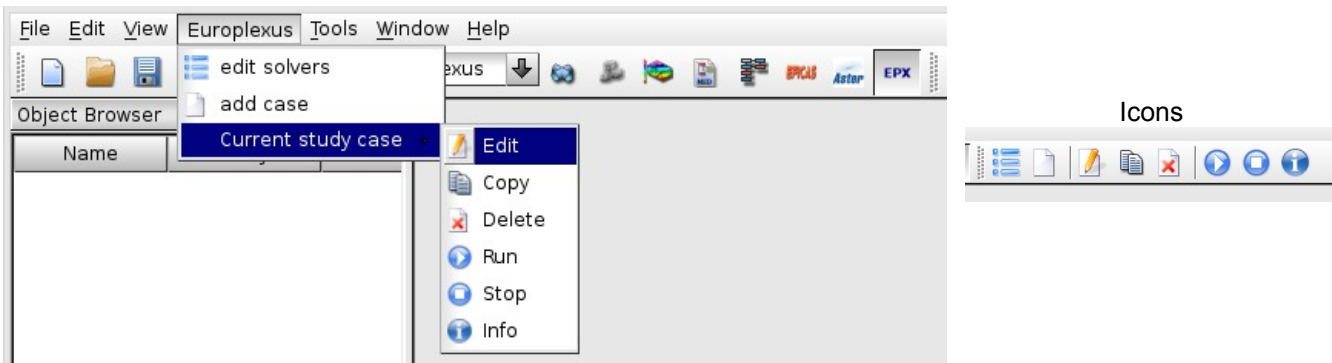 File Edit View Europlexus Tools Window Help
edit solvers
exus Aster EPX
add case
Object Browser
Icons
Current study case
Edit
Name
Copy
Delete
Run
Stop
Info